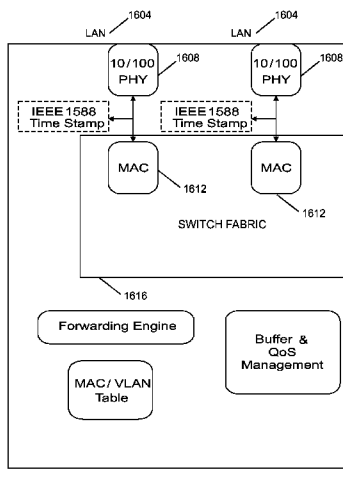 1604 1604
LAN LAN
10/100 PHY 1608 10/100 PHY 1608
IEEE 1588 Time Stamp IEEE 1588 Time Stamp
MAC MAC
1612 1612
SWITCH FABRIC
1616
Forwarding Engine
Buffer &
QoS
Management
MAC/VLAN
Table